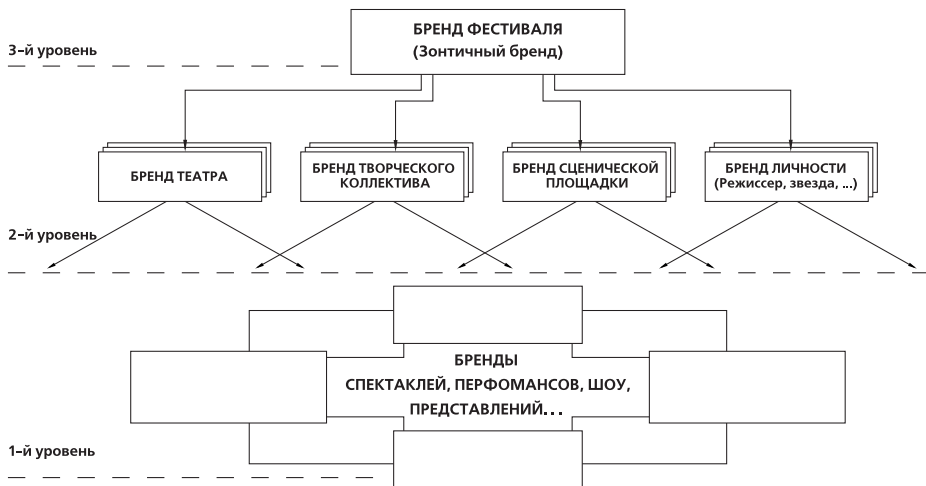 БРЕНД ФЕСТИВАЛЯ
(Зонтичный бренд)
3-й уровень
БРЕНД ТЕАТРА
БРЕНД ТВОРЧЕСКОГО
КОЛЛЕКТИВА
БРЕНД СЦЕНИЧЕСКОЙ
ПЛОЩАДКИ
БРЕНД ЛИЧНОСТИ
(Режиссер, звезда, ...)
2-й уровень
БРЕНДЫ
СПЕКТАКЛЕЙ, ПЕРФОМАНСОВ, ШОУ,
ПРЕДСТАВЛЕНИЙ...
1-й уровень